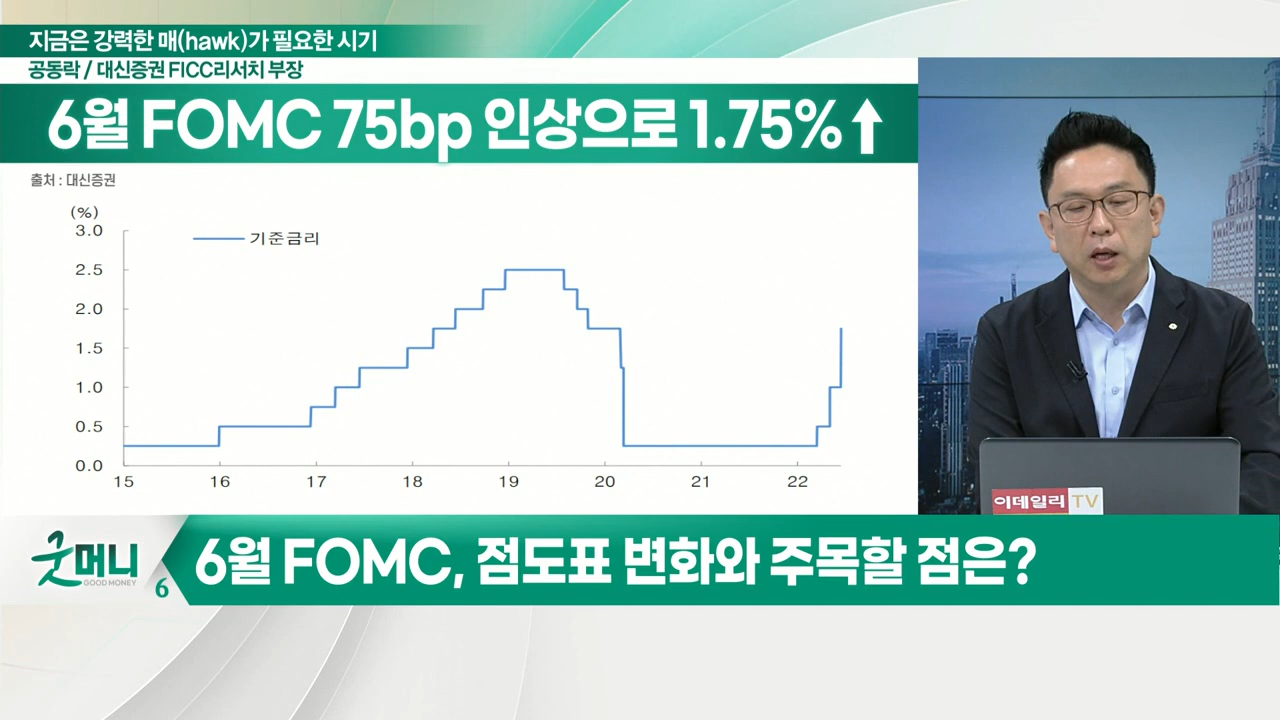 지금은 강력한 매(hawk)가 필요한 시기
공동락 / 대신증권 FICC리서치 부장
6월 FOMC 75bp 인상으로 1.75%↑
출처 : 대신증권
(%)
기준금리
3.0
2.5
2.0
1.5
1.0
0.5
0.0
15 16 17 18 19 20 21 22
이데일리 TV
굿머니
GOOD MONEY
6
6월 FOMC, 점도표 변화와 주목할 점은?